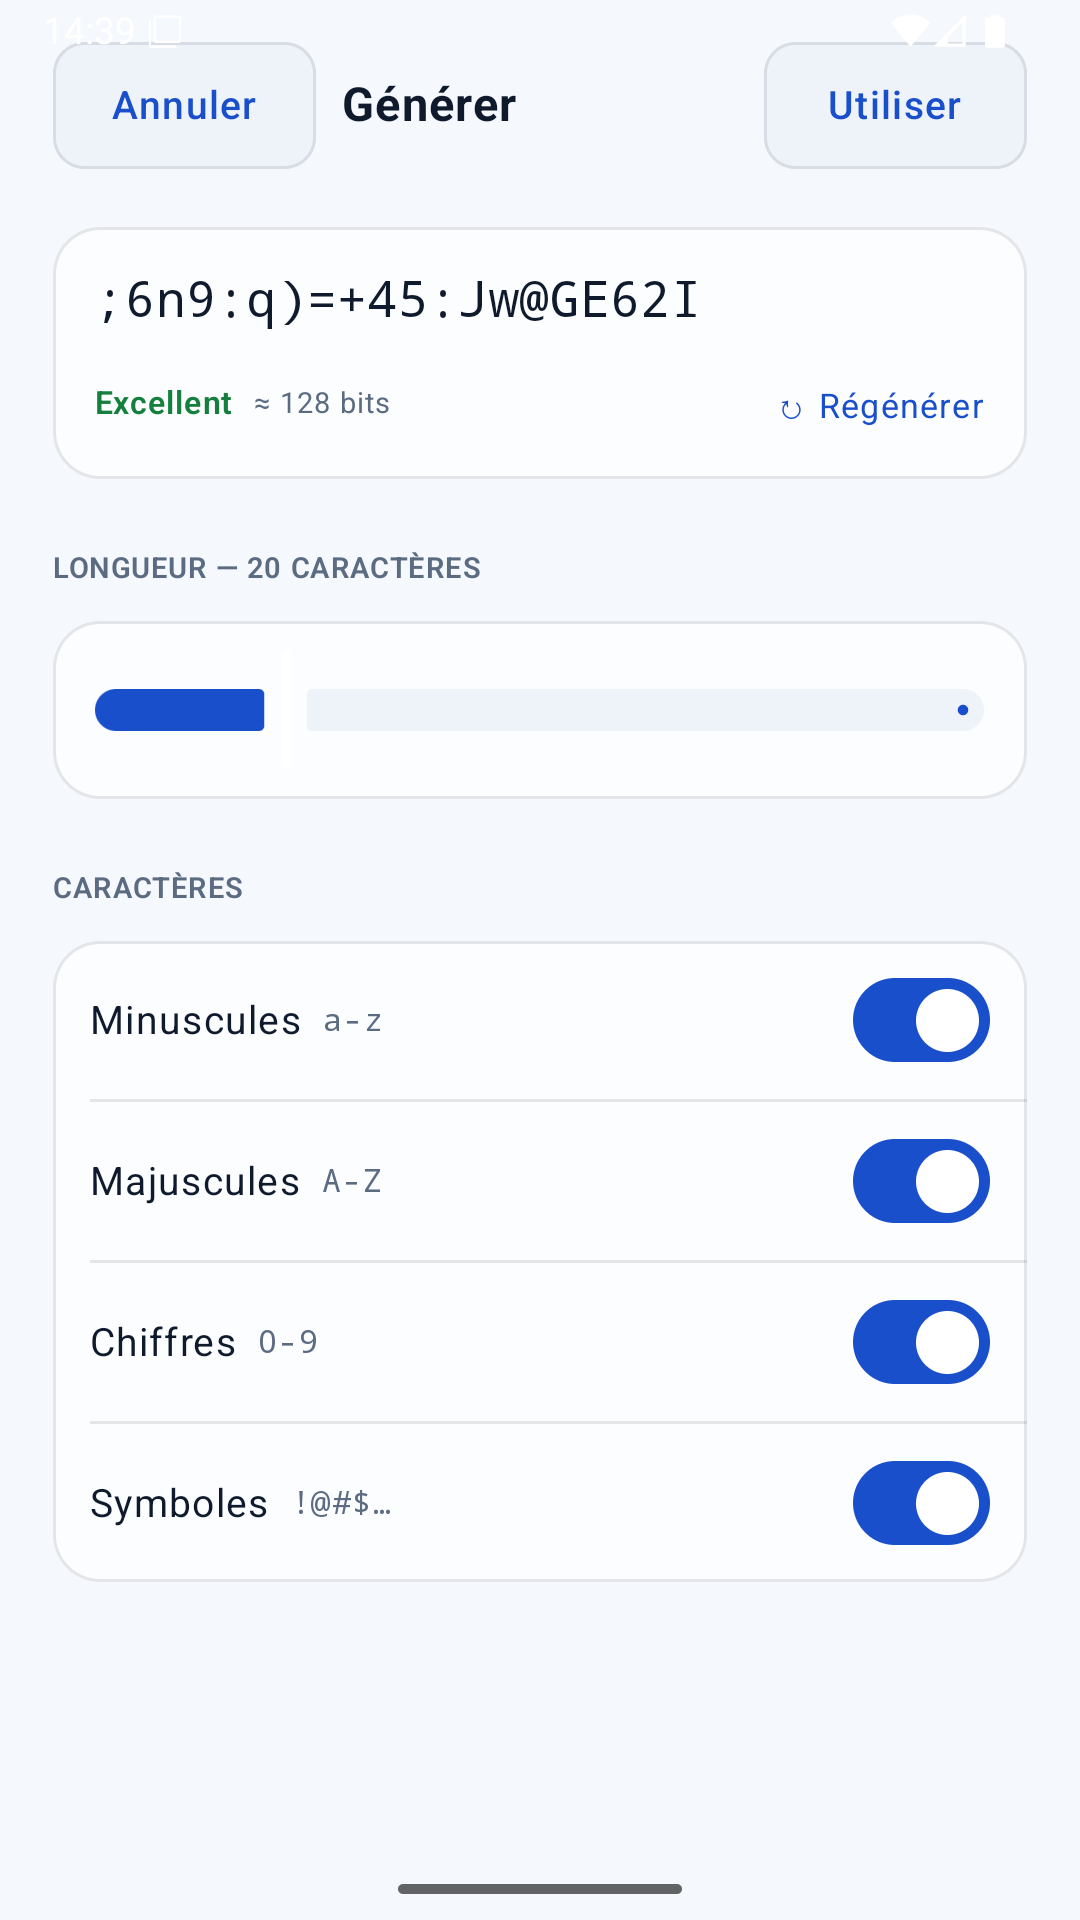 14:39
Annuler Générer Utiliser
;6n9:q)=+45:Jw@GE62I
Excellent ≈ 128 bits ↻ Régénérer
LONGUEUR — 20 CARACTÈRES
CARACTÈRES
Minuscules a-z
Majuscules A-Z
Chiffres 0-9
Symboles !@#$…